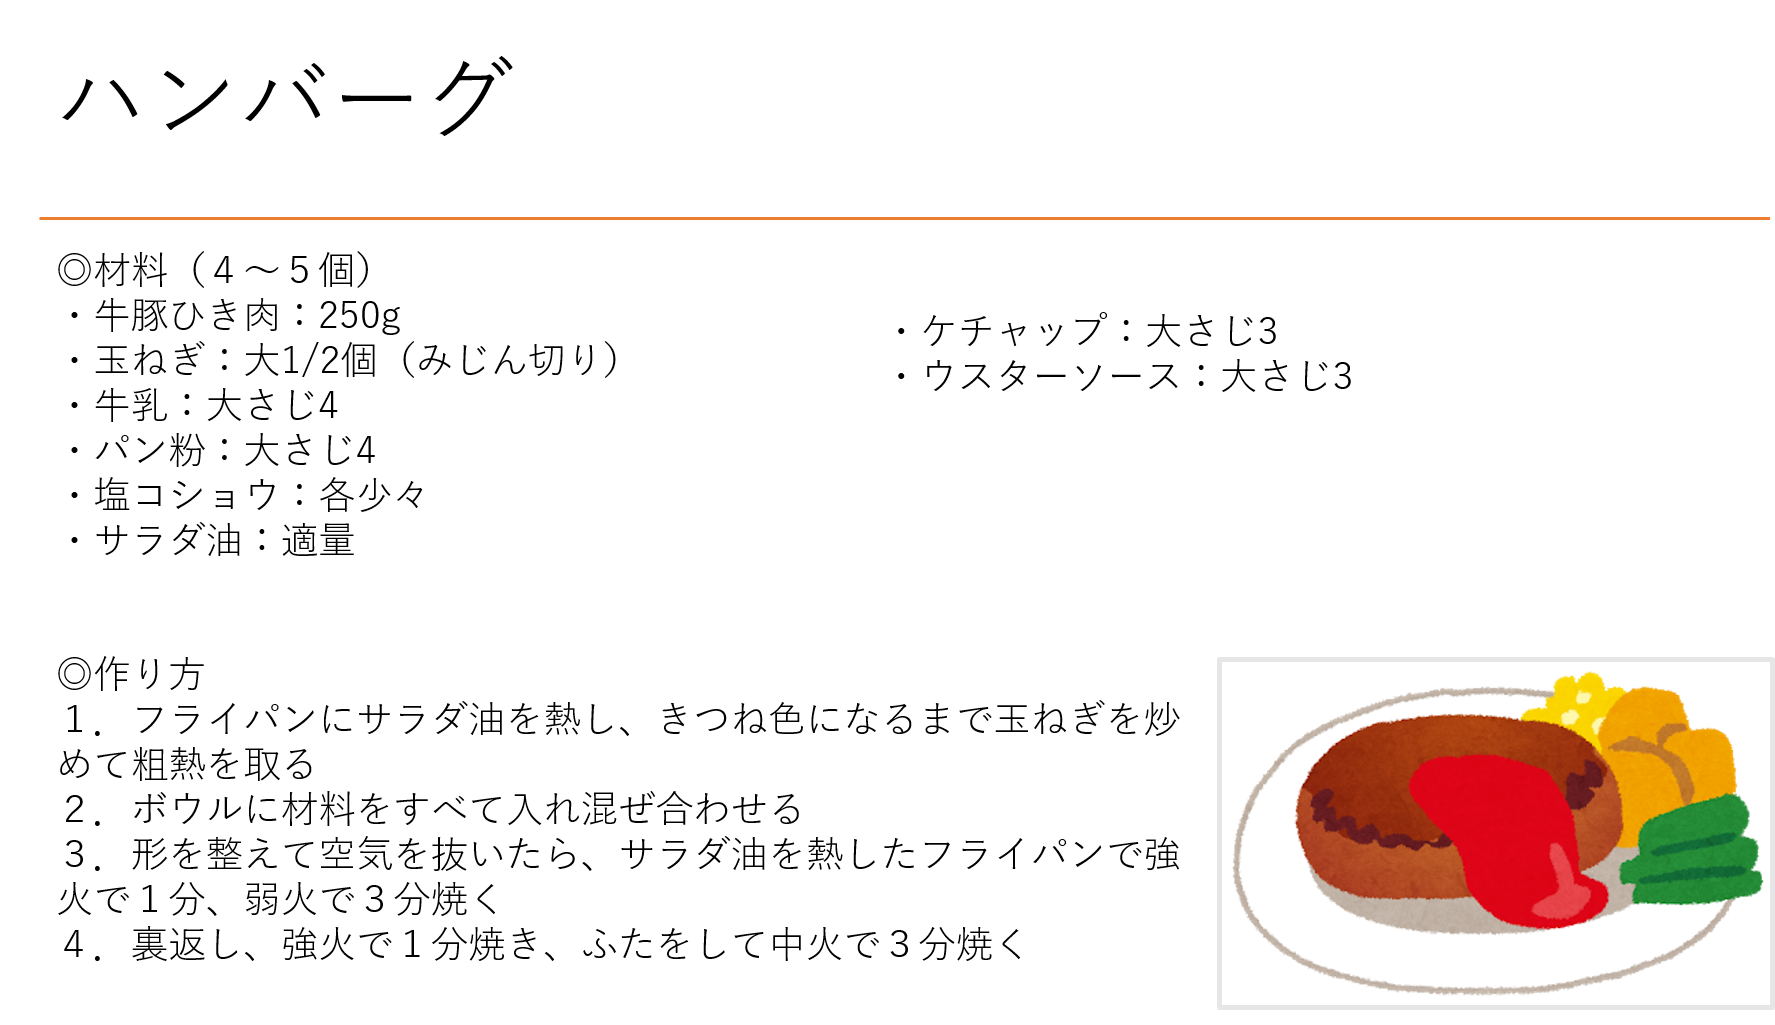 ハンバーグ
◎材料（４～５個）
・牛豚ひき肉：250g
・玉ねぎ：大1/2個（みじん切り）
・牛乳：大さじ4
・パン粉：大さじ4
・塩コショウ：各少々
・サラダ油：適量
・ケチャップ：大さじ3
・ウスターソース：大さじ3
◎作り方
１．フライパンにサラダ油を熱し、きつね色になるまで玉ねぎを炒
めて粗熱を取る
２．ボウルに材料をすべて入れ混ぜ合わせる
３．形を整えて空気を抜いたら、サラダ油を熱したフライパンで強
火で１分、弱火で３分焼く
４．裏返し、強火で１分焼き、ふたをして中火で３分焼く